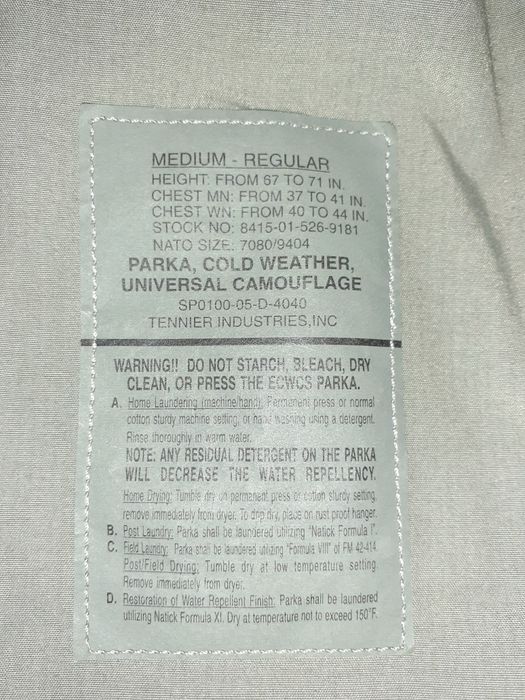 MEDIUM - REGULAR
HEIGHT: FROM 67 TO 71 IN.
CHEST MN: FROM 37 TO 41 IN.
CHEST WN: FROM 40 TO 44 IN.
STOCK NO: 8415-01-526-9181
NATO SIZE: 7080/9404
PARKA, COLD WEATHER,
UNIVERSAL CAMOUFLAGE
SP0100-05-D-4040
TENNIER INDUSTRIES,INC
WARNING!! DO NOT STARCH, BLEACH, DRY
CLEAN, OR PRESS THE ECWCS PARKA.
A. Home Laundering (machine/hand): Permanent press or normal
cotton sturdy machine setting, or hand washing using a detergent.
Rinse thoroughly in warm water.
NOTE: ANY RESIDUAL DETERGENT ON THE PARKA
WILL DECREASE THE WATER REPELLENCY.
Home Drying: Tumble dry on permanent press or cotton sturdy setting,
remove immediately from dryer. To drip dry, place on rust proof hanger.
B. Post Laundry: Parka shall be laundered utilizing "Natick Formula I".
C. Field Laundry: Parka shall be laundered utilizing "Formula VIII" of FM 42-414.
Post/Field Drying: Tumble dry at low temperature setting.
Remove immediately from dryer.
D. Restoration of Water Repellent Finish: Parka shall be laundered
utilizing Natick Formula XI. Dry at temperature not to exceed 150°F.